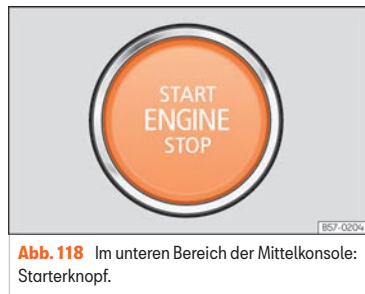 START
ENGINE
STOP
B57-0204
Abb. 118 Im unteren Bereich der Mittelkonsole:
Starterknopf.